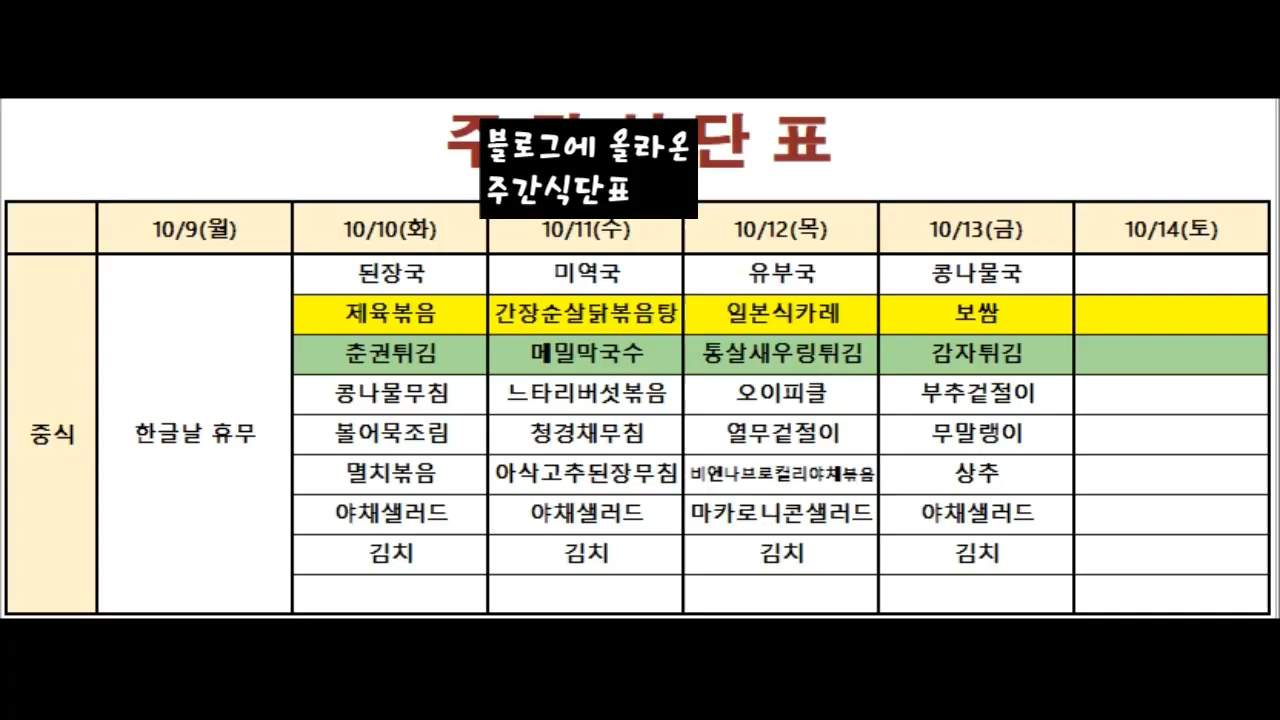 주 단 표
블로그에 올라온
주간식단표
10/9(월) 10/10(화) 10/11(수) 10/12(목) 10/13(금) 10/14(토)
된장국 미역국 유부국 콩나물국
제육볶음 간장순살닭볶음탕 일본식카레 보쌈
춘권튀김 메밀막국수 통살새우링튀김 감자튀김
콩나물무침 느타리버섯볶음 오이피클 부추겉절이
중식 한글날 휴무 볼어묵조림 청경채무침 열무겉절이 무말랭이
멸치볶음 아삭고추된장무침 비엔나브로컬리야채볶음 상추
야채샐러드 야채샐러드 마카로니콘샐러드 야채샐러드
김치 김치 김치 김치